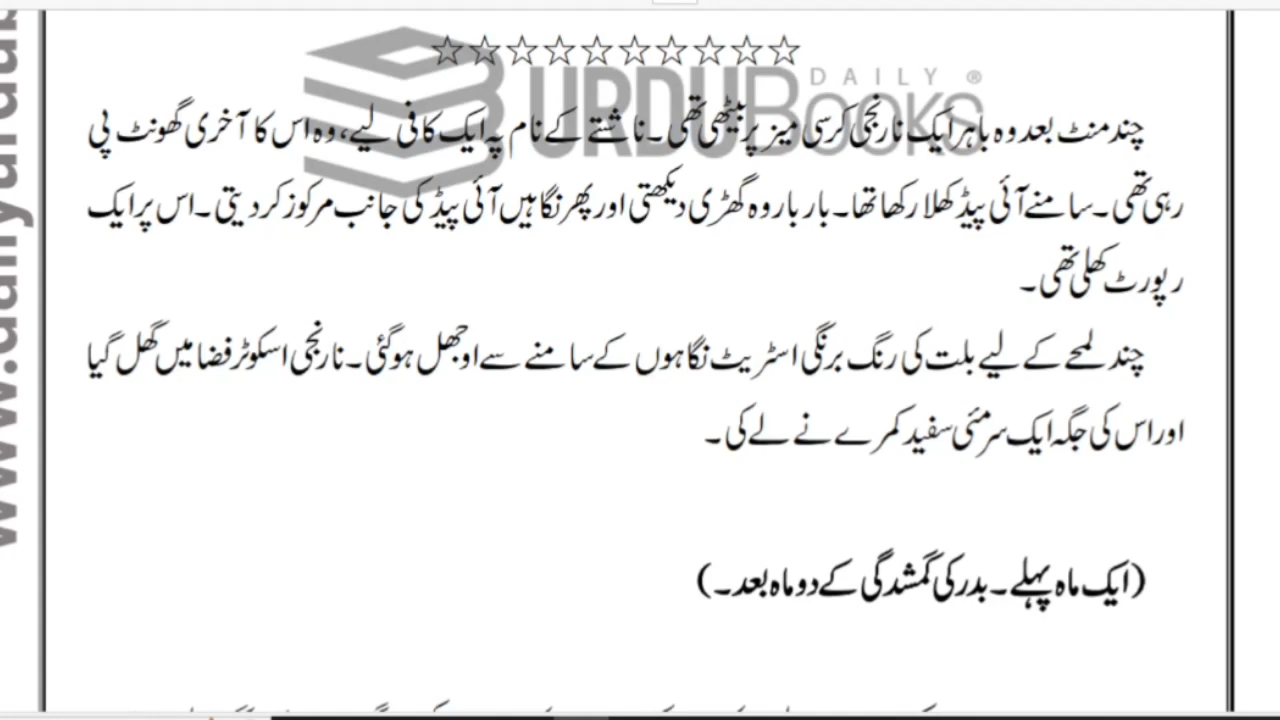 ☆☆☆☆☆☆☆☆☆☆
DAILY ®
URDUBOOKS
چند منٹ بعد وہ باہر ایک نارنجی کرسی میز پر بیٹھی تھی۔ ناشتے کے نام پہ ایک کافی لیے، وہ اس کا آخری گھونٹ پی
رہی تھی۔ سامنے آئی پیڈ کھلا رکھا تھا۔ بار بار وہ گھڑی دیکھتی اور پھر نگاہیں آئی پیڈ کی جانب مرکوز کر دیتی۔ اس پر ایک
رپورٹ کھلی تھی۔
چند لمحے کے لیے بلت کی رنگ برنگی اسٹریٹ نگاہوں کے سامنے سے اوجھل ہوگئی۔ نارنجی اسکوٹر فضا میں گھل گیا
اور اس کی جگہ ایک سرمئی سفید کمرے نے لے کی۔
(ایک ماہ پہلے۔ بدر کی گمشدگی کے دو ماہ بعد۔)